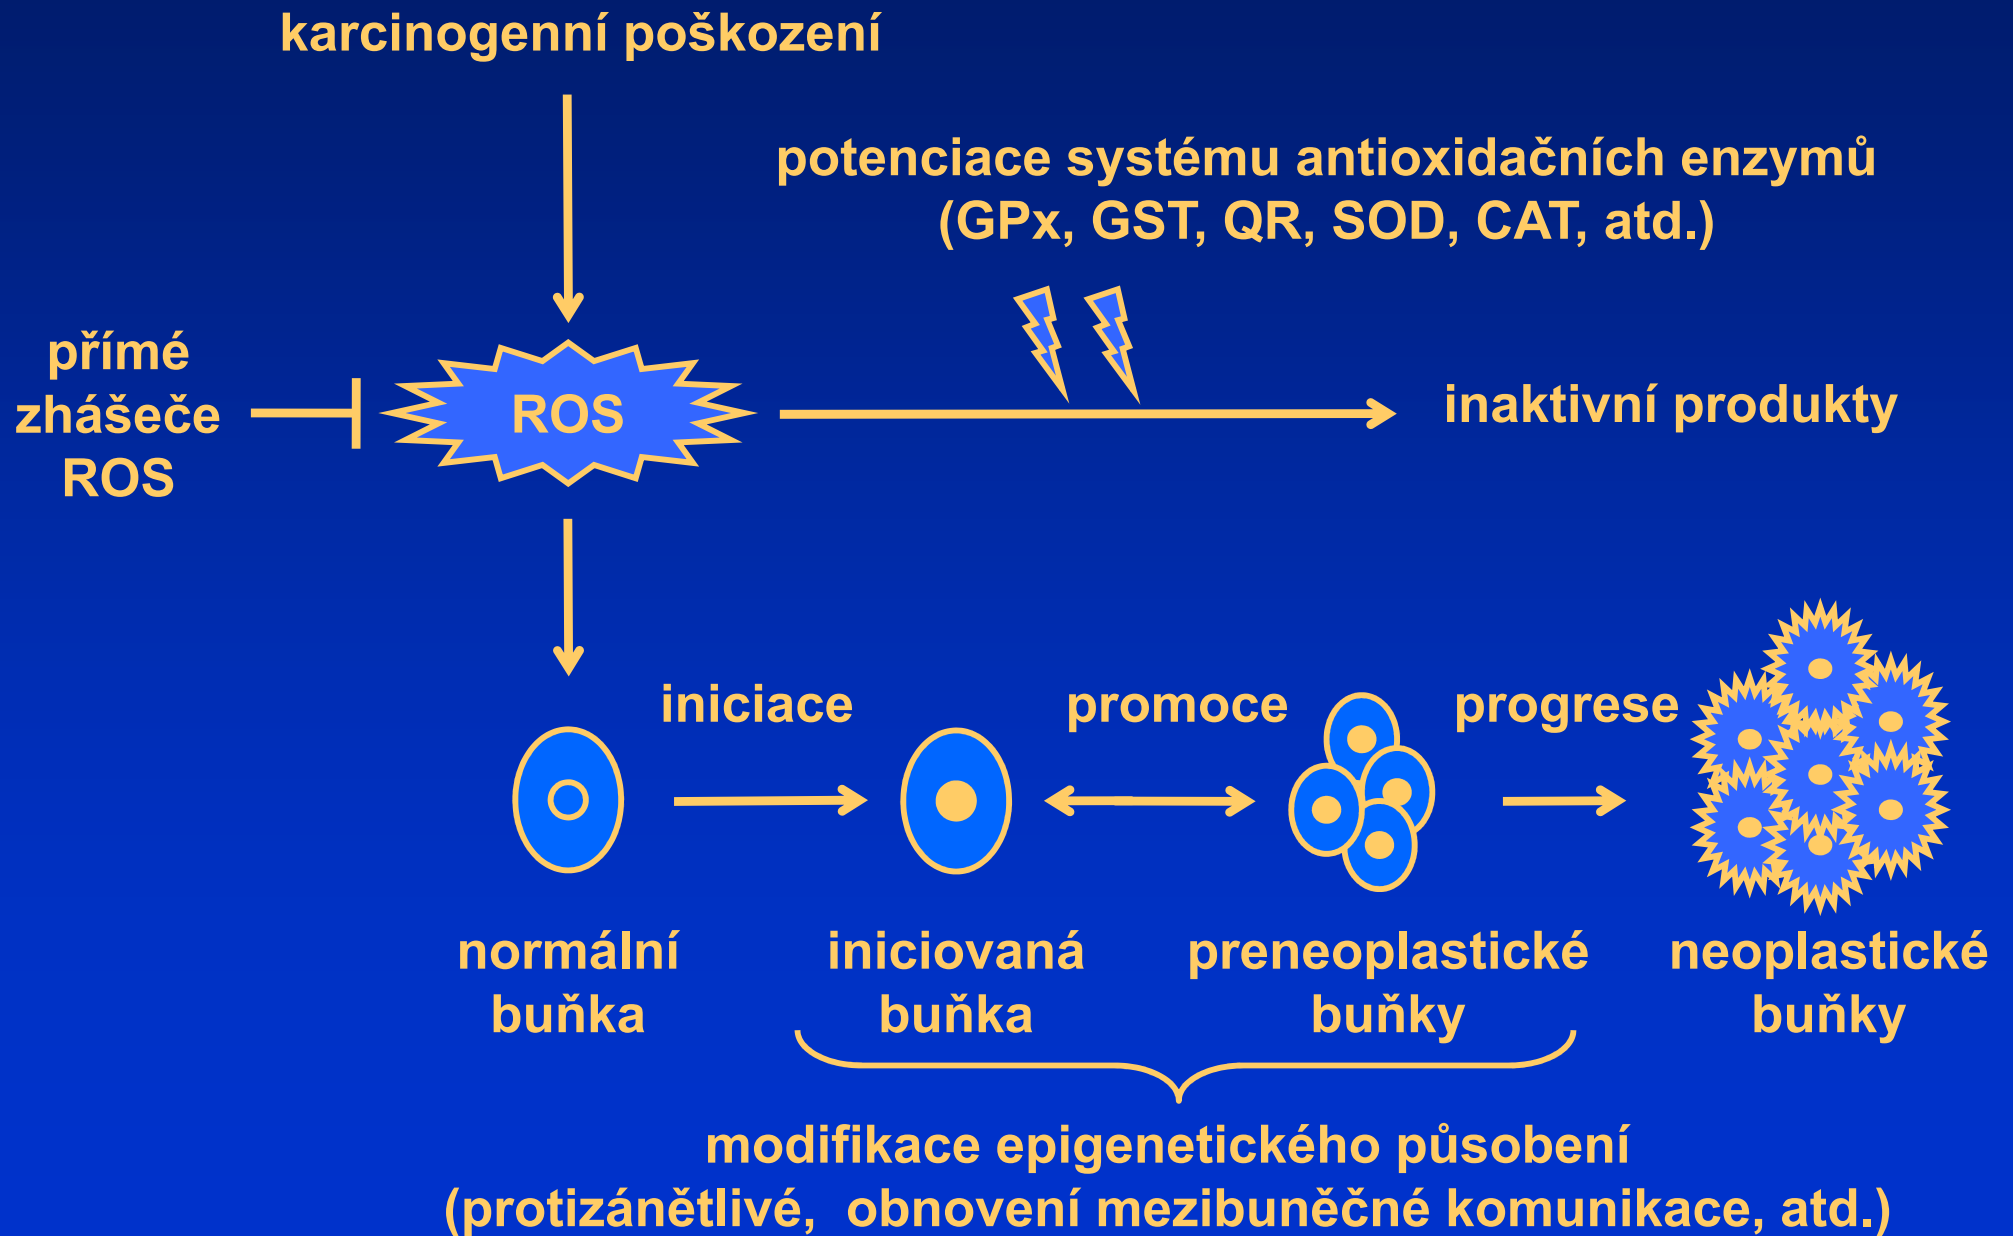 karcinogenní poškození
potenciace systému antioxidačních enzymů
(GPx, GST, QR, SOD, CAT, atd.)
přímé
zhášeče
ROS
ROS
inaktivní produkty
iniciace
promoce
progrese
normální
buňka
iniciovaná
buňka
preneoplastické
buňky
neoplastické
buňky
modifikace epigenetického působení
(protizánětlivé, obnovení mezibuněčné komunikace, atd.)